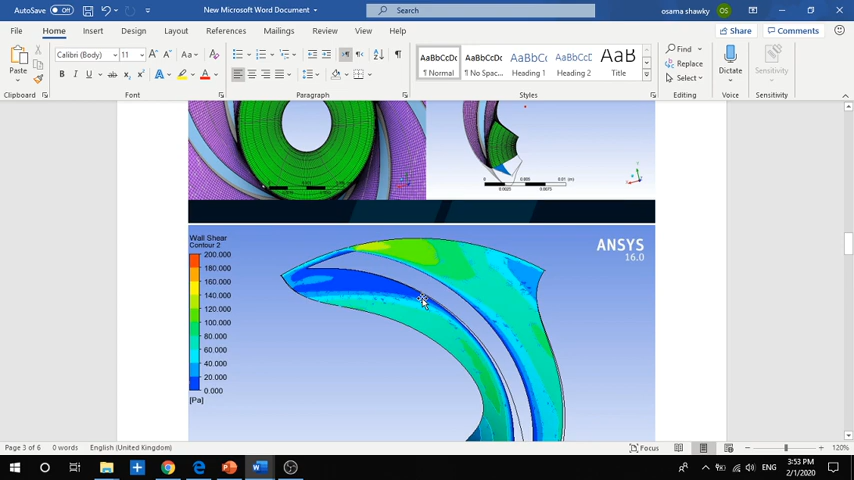 AutoSave Off New Microsoft Word Document Search osama shawky OS
File Home Insert Draw Design Layout References Mailings Review View Help Share Comments
Paste Calibri (Body) 11 AaBbCcDc AaBbCcDc AaBbCc AaBbCcD AaB Find Replace Select Dictate Sensitivity
¶ Normal ¶ No Spac... Heading 1 Heading 2 Title
Clipboard Font Paragraph Styles Editing Voice Sensitivity
Wall Shear
Contour 2
200.000
180.000
160.000
140.000
120.000
100.000
80.000
60.000
40.000
20.000
0.000
[Pa]
ANSYS
16.0
Page 3 of 6 0 words English (United Kingdom) Focus 120%
ENG 3:53 PM
2/1/2020